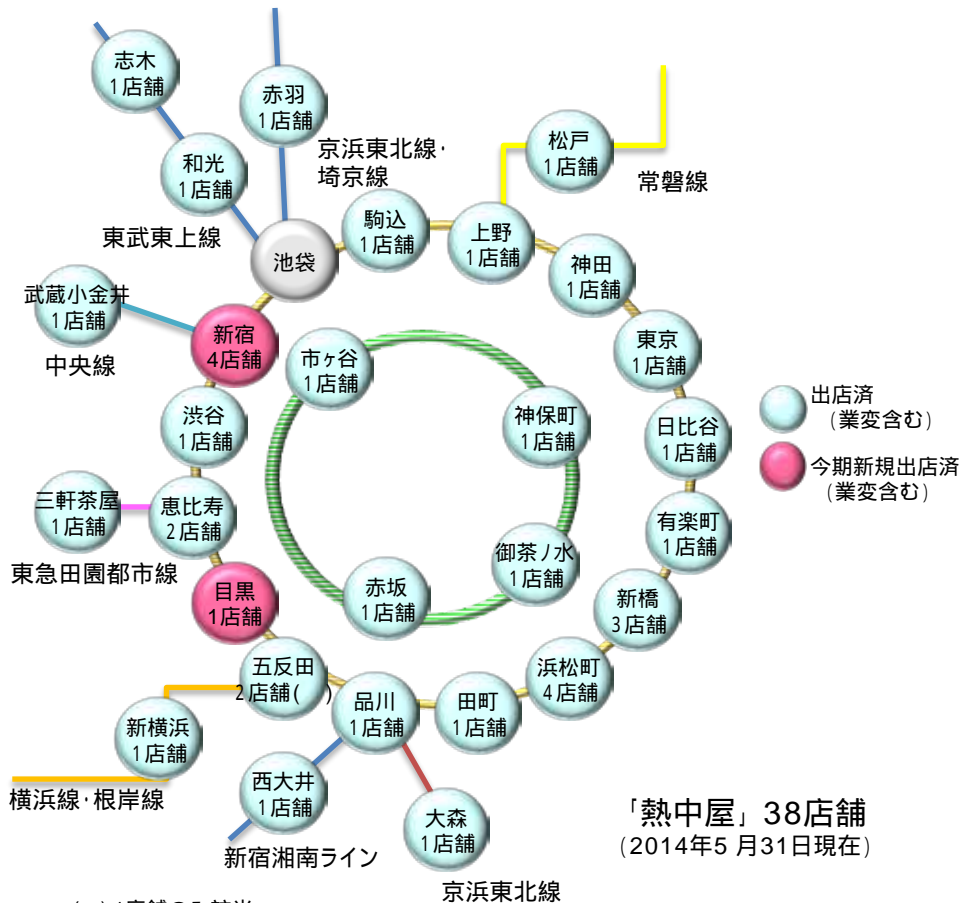 志木
1店舗
赤羽
1店舗
和光
1店舗
京浜東北線・
埼京線
松戸
1店舗
常磐線
東武東上線
駒込
1店舗
上野
1店舗
池袋
神田
1店舗
武蔵小金井
1店舗
中央線
新宿
4店舗
市ヶ谷
1店舗
東京
1店舗
渋谷
1店舗
神保町
1店舗
日比谷
1店舗
出店済
(業変含む)
今期新規出店済
(業変含む)
三軒茶屋
1店舗
東急田園都市線
恵比寿
2店舗
有楽町
1店舗
御茶ノ水
1店舗
目黒
1店舗
赤坂
1店舗
新橋
3店舗
五反田
2店舗( )
浜松町
4店舗
品川
1店舗
田町
1店舗
新横浜
1店舗
横浜線・根岸線
西大井
1店舗
新宿湘南ライン
大森
1店舗
京浜東北線
「熱中屋」38店舗
(2014年5月31日現在)